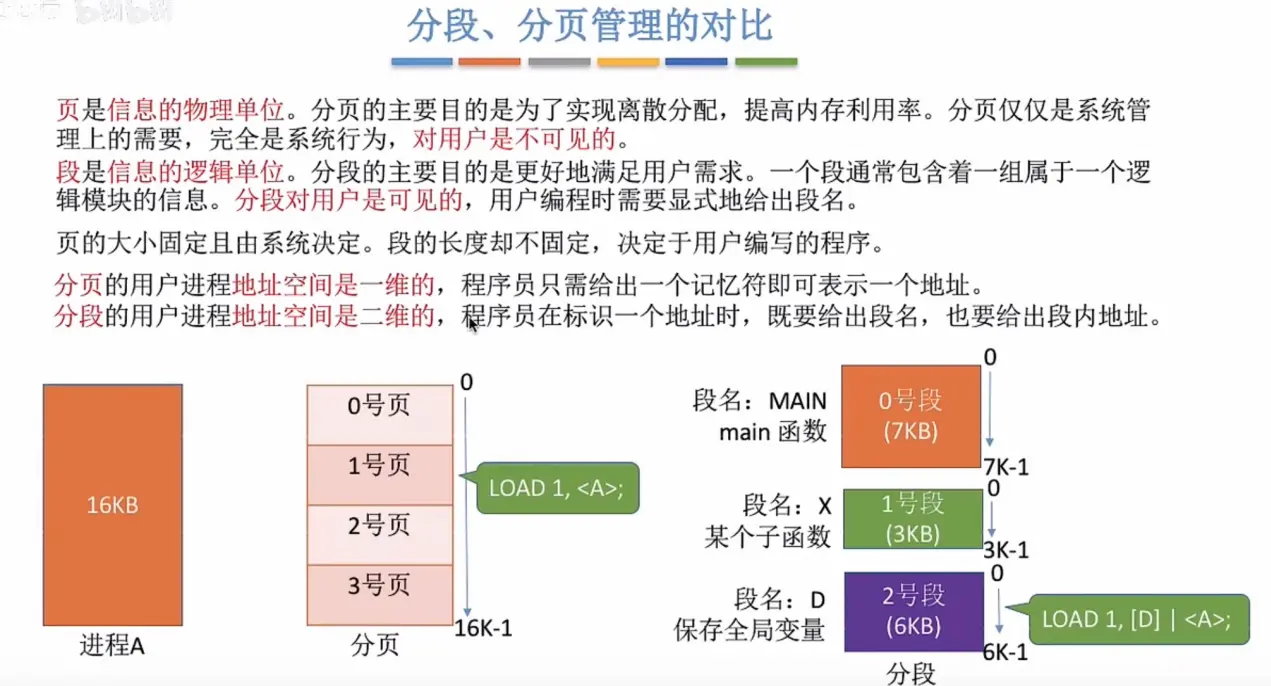 分段、分页管理的对比
页是信息的物理单位。分页的主要目的是为了实现离散分配，提高内存利用率。分页仅仅是系统管
理上的需要，完全是系统行为，对用户是不可见的。
段是信息的逻辑单位。分段的主要目的是更好地满足用户需求。一个段通常包含着一组属于一个逻
辑模块的信息。分段对用户是可见的，用户编程时需要显式地给出段名。
页的大小固定且由系统决定。段的长度却不固定，决定于用户编写的程序。
分页的用户进程地址空间是一维的，程序员只需给出一个记忆符即可表示一个地址。
分段的用户进程地址空间是二维的，程序员在标识一个地址时，既要给出段名，也要给出段内地址。
16KB
进程A
0号页
1号页
2号页
3号页
分页
0
16K-1
LOAD 1, <A>;
段名：MAIN
main 函数
0号段
(7KB)
0
7K-1
段名：X
某个子函数
1号段
(3KB)
0
3K-1
段名：D
保存全局变量
2号段
(6KB)
0
6K-1
LOAD 1, [D] | <A>;
分段